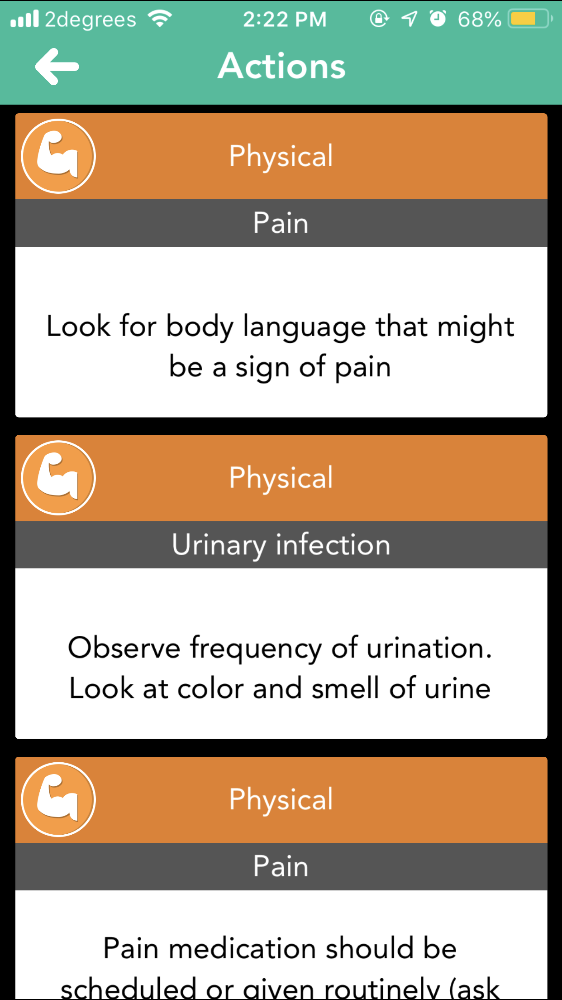 2degrees 2:22 PM 68%
Actions
Physical
Pain
Look for body language that might
be a sign of pain
Physical
Urinary infection
Observe frequency of urination.
Look at color and smell of urine
Physical
Pain
Pain medication should be
scheduled or given routinely (ask